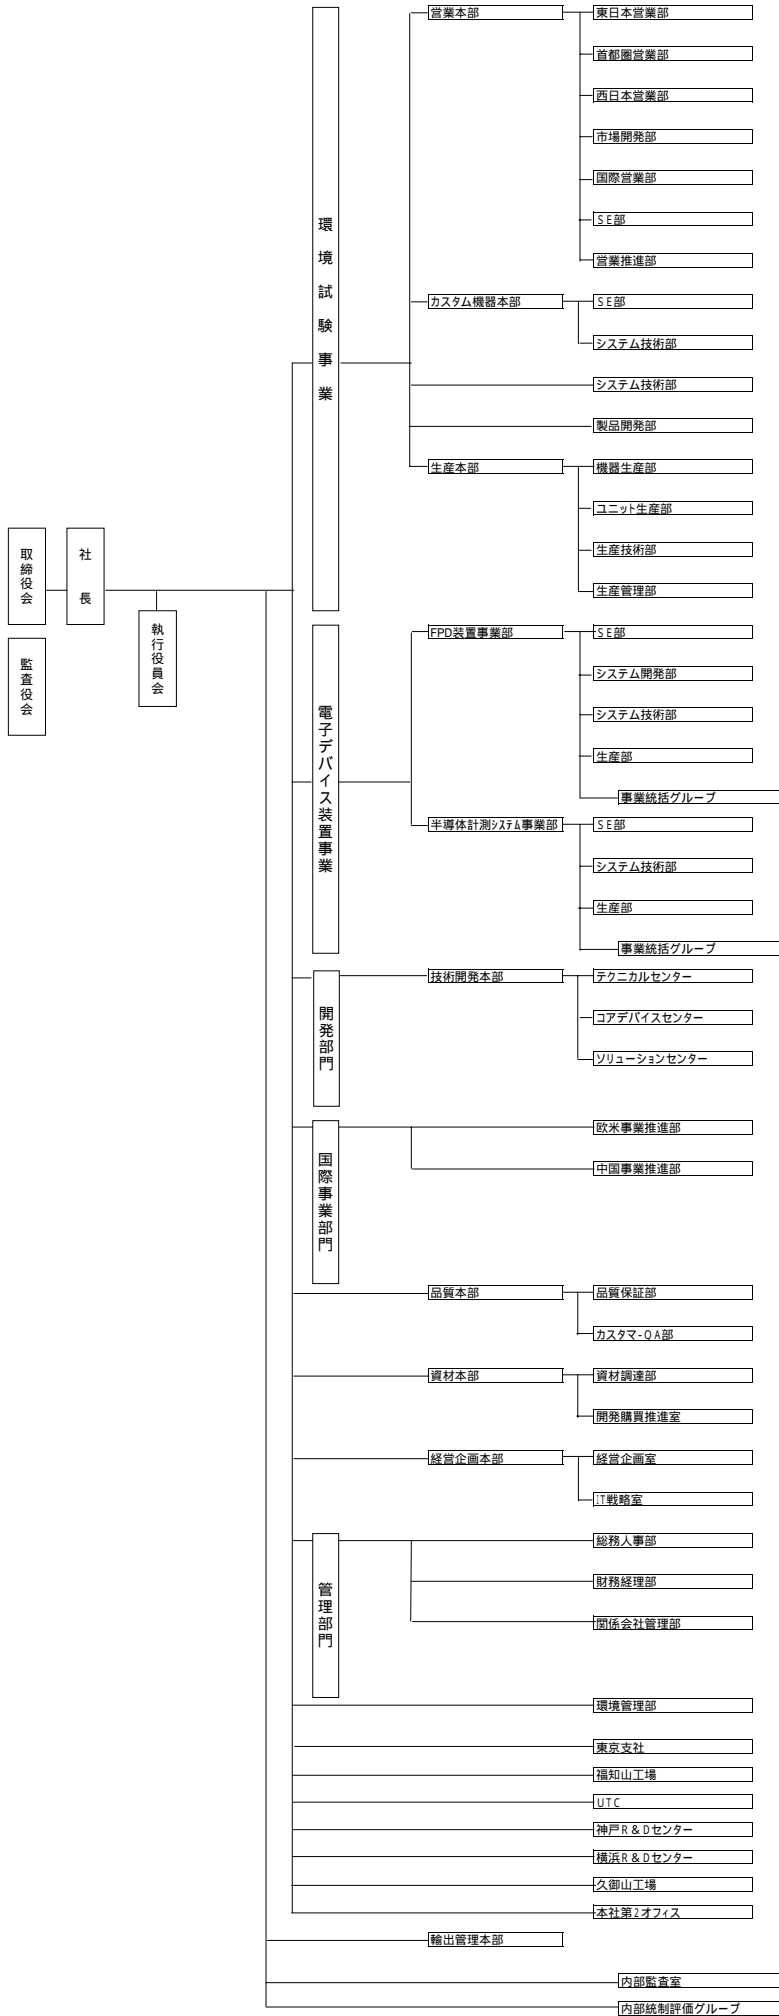 営業本部
東日本営業部
首都圏営業部
西日本営業部
市場開発部
国際営業部
SE部
営業推進部
環境試験事業
カスタム機器本部
SE部
システム技術部
システム技術部
製品開発部
生産本部
機器生産部
ユニット生産部
生産技術部
生産管理部
取締役会
社長
執行役員会
監査役会
電子デバイス装置事業
FPD装置事業部
SE部
システム開発部
システム技術部
生産部
事業統括グループ
半導体計測システム事業部
SE部
システム技術部
生産部
事業統括グループ
開発部門
技術開発本部
テクニカルセンター
コアデバイスセンター
ソリューションセンター
国際事業部門
欧米事業推進部
中国事業推進部
品質本部
品質保証部
カスタマ-QA部
資材本部
資材調達部
開発購買推進室
経営企画本部
経営企画室
IT戦略室
管理部門
総務人事部
財務経理部
関係会社管理部
環境管理部
東京支社
福知山工場
UTC
神戸R&Dセンター
横浜R&Dセンター
久御山工場
本社第2オフィス
輸出管理本部
内部監査室
内部統制評価グループ